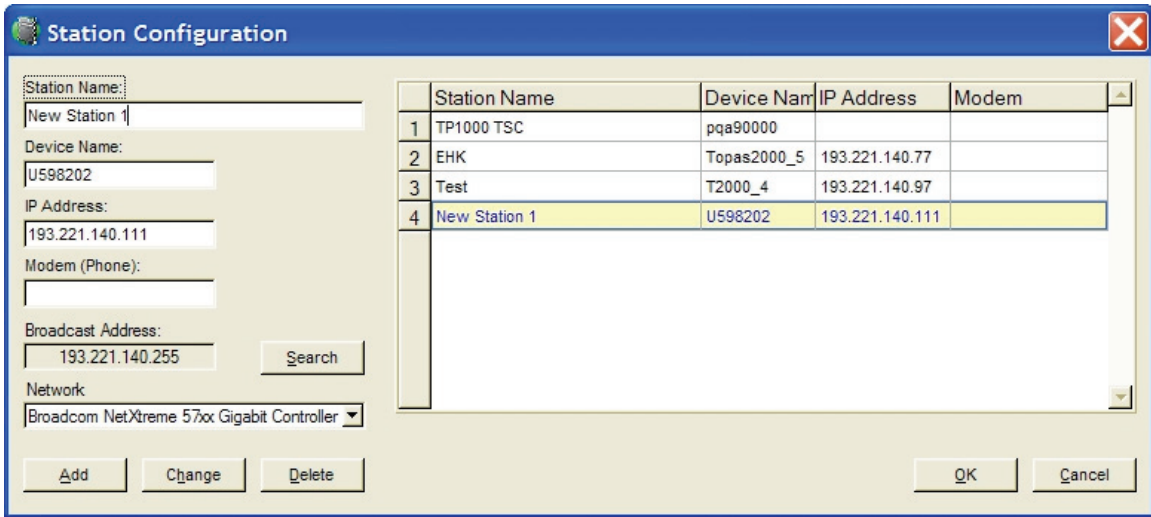 Station Configuration
Station Name:
New Station 1
Device Name:
U598202
IP Address:
193.221.140.111
Modem (Phone):
Broadcast Address:
193.221.140.255
Search
Network
Broadcom NetXtreme 57xx Gigabit Controller
Add Change Delete
Station Name Device Nam IP Address Modem
1 TP1000 TSC pqa90000
2 EHK Topas2000_5 193.221.140.77
3 Test T2000_4 193.221.140.97
4 New Station 1 U598202 193.221.140.111
OK Cancel